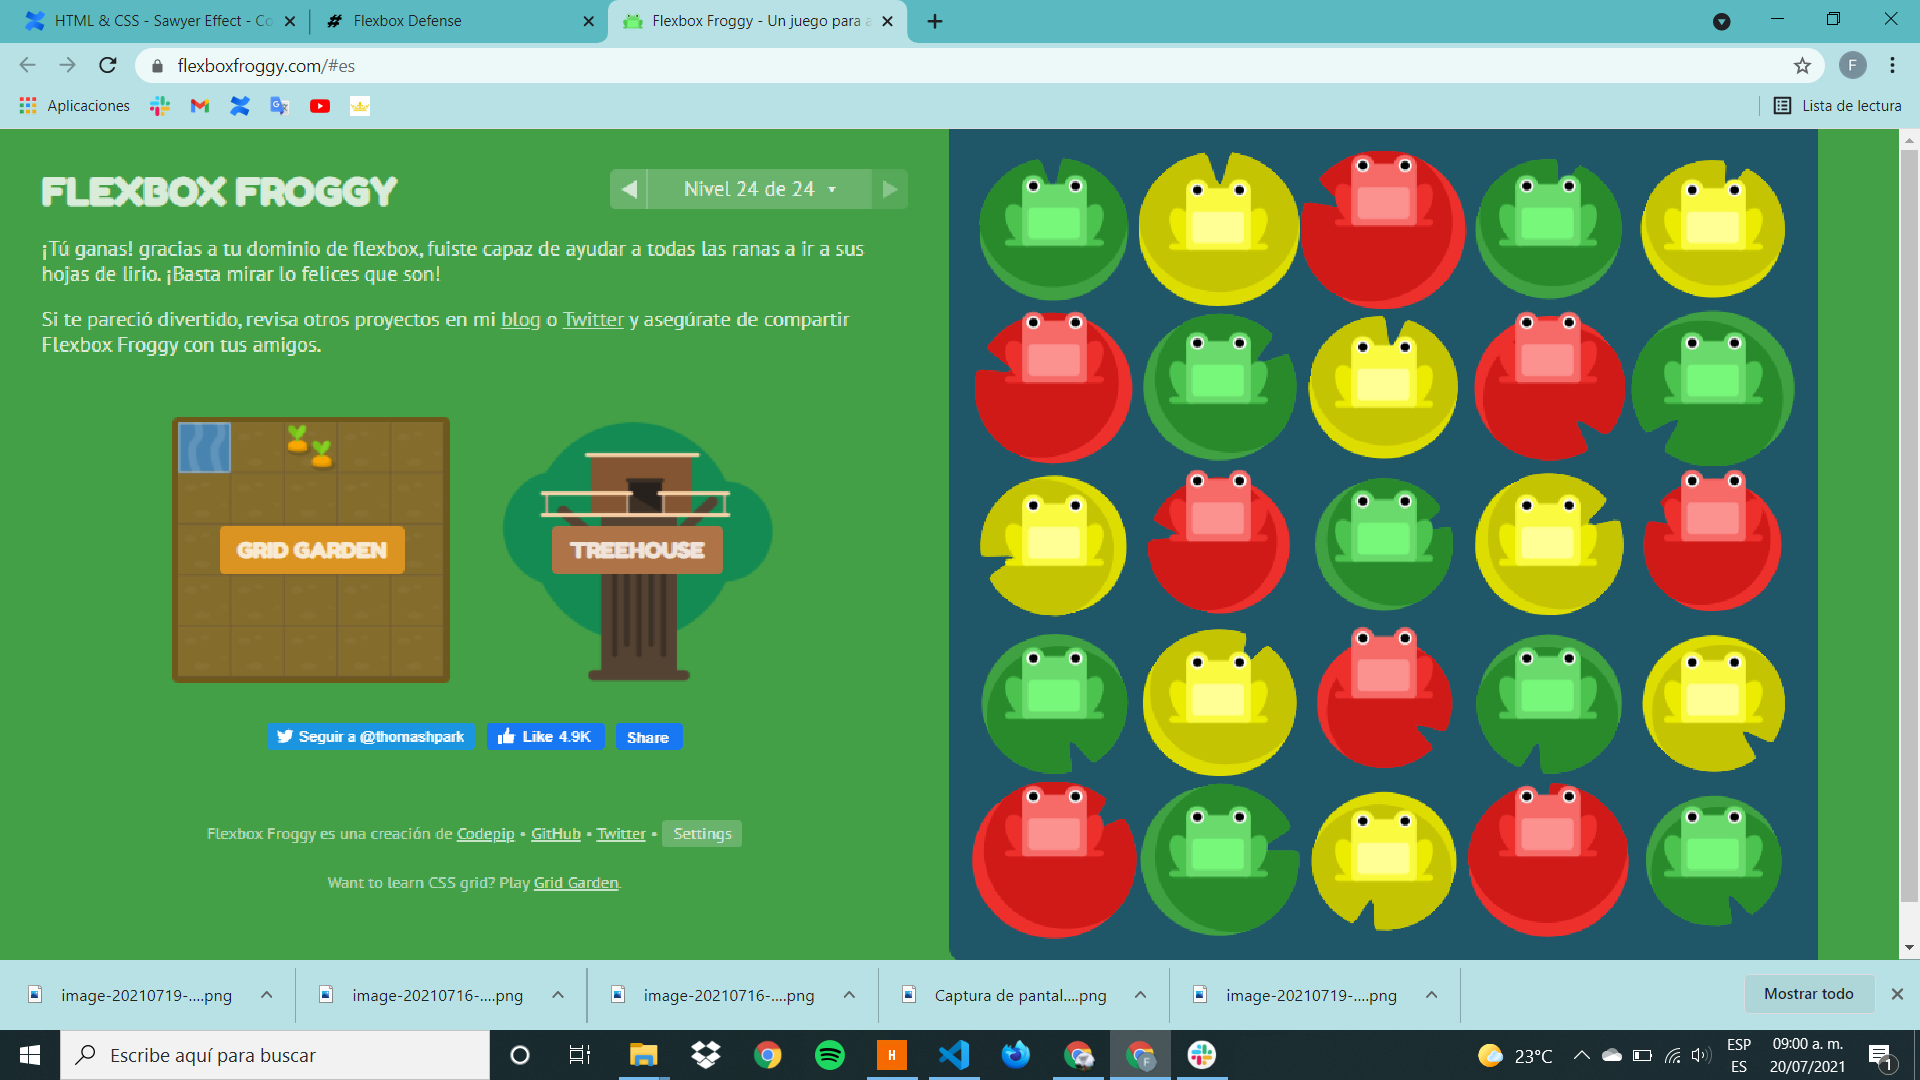 HTML & CSS - Sawyer Effect - Co
Flexbox Defense
Flexbox Froggy - Un juego para a
flexboxfroggy.com/#es
F
Aplicaciones
Lista de lectura
FLEXBOX FROGGY
Nivel 24 de 24
¡Tú ganas! gracias a tu dominio de flexbox, fuiste capaz de ayudar a todas las ranas a ir a sus
hojas de lirio. ¡Basta mirar lo felices que son!
Si te pareció divertido, revisa otros proyectos en mi blog o Twitter y asegúrate de compartir
Flexbox Froggy con tus amigos.
GRID GARDEN
TREEHOUSE
Seguir a @thomashpark
Like 4.9K
Share
Flexbox Froggy es una creación de Codepip • GitHub • Twitter • Settings
Want to learn CSS grid? Play Grid Garden.
image-20210719-....png
image-20210716-....png
image-20210716-....png
Captura de pantal....png
image-20210719-....png
Mostrar todo
Escribe aquí para buscar
H
F
23°C
ESP
ES
09:00 a. m.
20/07/2021
1